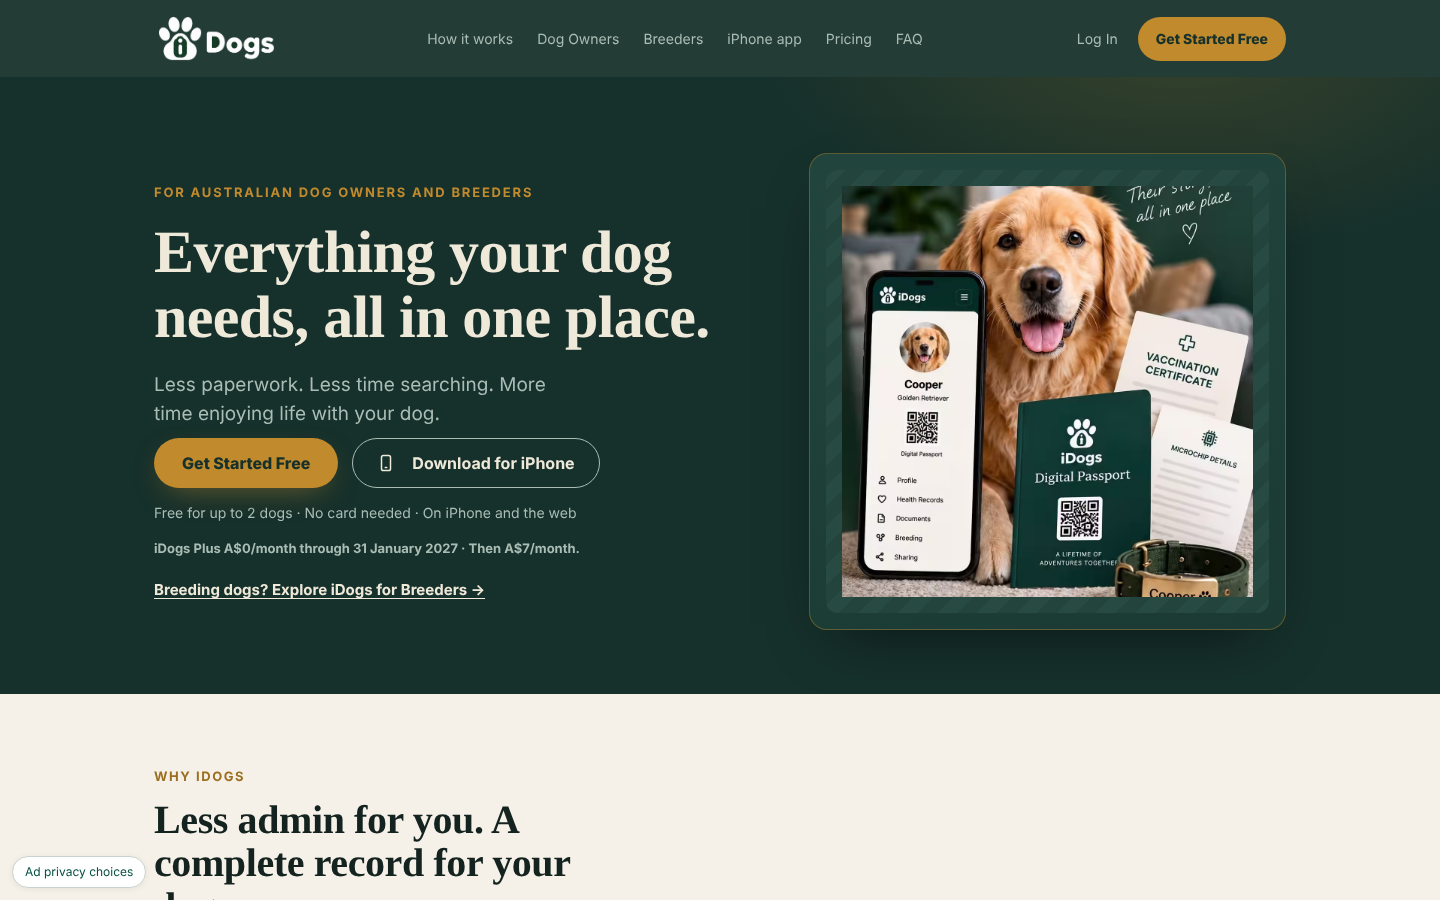 iDogs
How it works
Dog Owners
Breeders
iPhone app
Pricing
FAQ
Log In
Get Started Free
FOR AUSTRALIAN DOG OWNERS AND BREEDERS
Everything your dog
needs, all in one place.
Less paperwork. Less time searching. More
time enjoying life with your dog.
Get Started Free
Download for iPhone
Free for up to 2 dogs · No card needed · On iPhone and the web
iDogs Plus A$0/month through 31 January 2027 · Then A$7/month.
Breeding dogs? Explore iDogs for Breeders →
Their story,
all in one place
iDogs
Cooper
Golden Retriever
Digital Passport
Profile
Health Records
Documents
Breeding
Sharing
VACCINATION
CERTIFICATE
MICROCHIP DETAILS
iDogs
Digital Passport
A LIFETIME OF
ADVENTURES TOGETHER
Cooper
WHY IDOGS
Less admin for you. A
complete record for your
Ad privacy choices